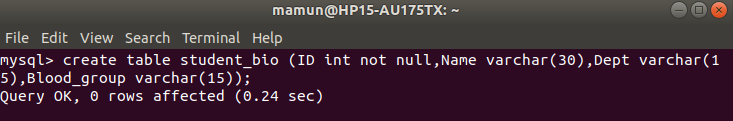 mamun@HP15-AU175TX: ~
File Edit View Search Terminal Help
mysql> create table student_bio (ID int not null,Name varchar(30),Dept varchar(1
5),Blood_group varchar(15));
Query OK, 0 rows affected (0.24 sec)